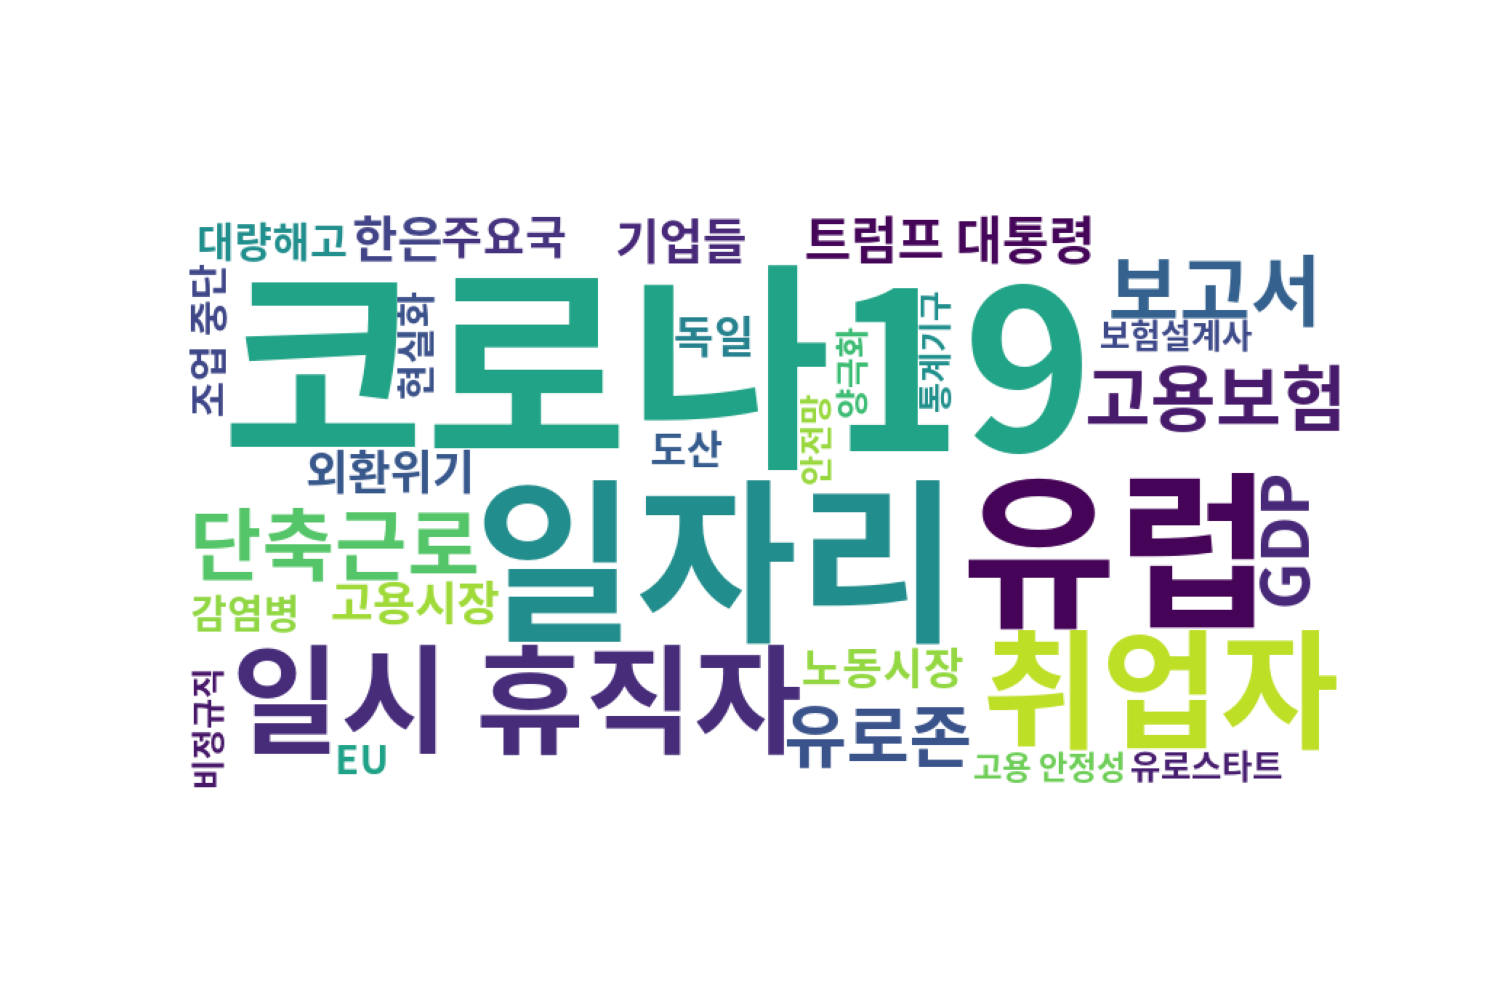 대량해고
한은주요국
기업들
트럼프 대통령
조업 중단
코로나19
현실화
독일
양극화
통계기구
보고서
보험설계사
고용보험
안전망
도산
외환위기
단축근로
일자리
유럽
GDP
감염병
고용시장
일시 휴직자
노동시장
취업자
비정규직
EU
유로존
고용 안정성
유로스타트